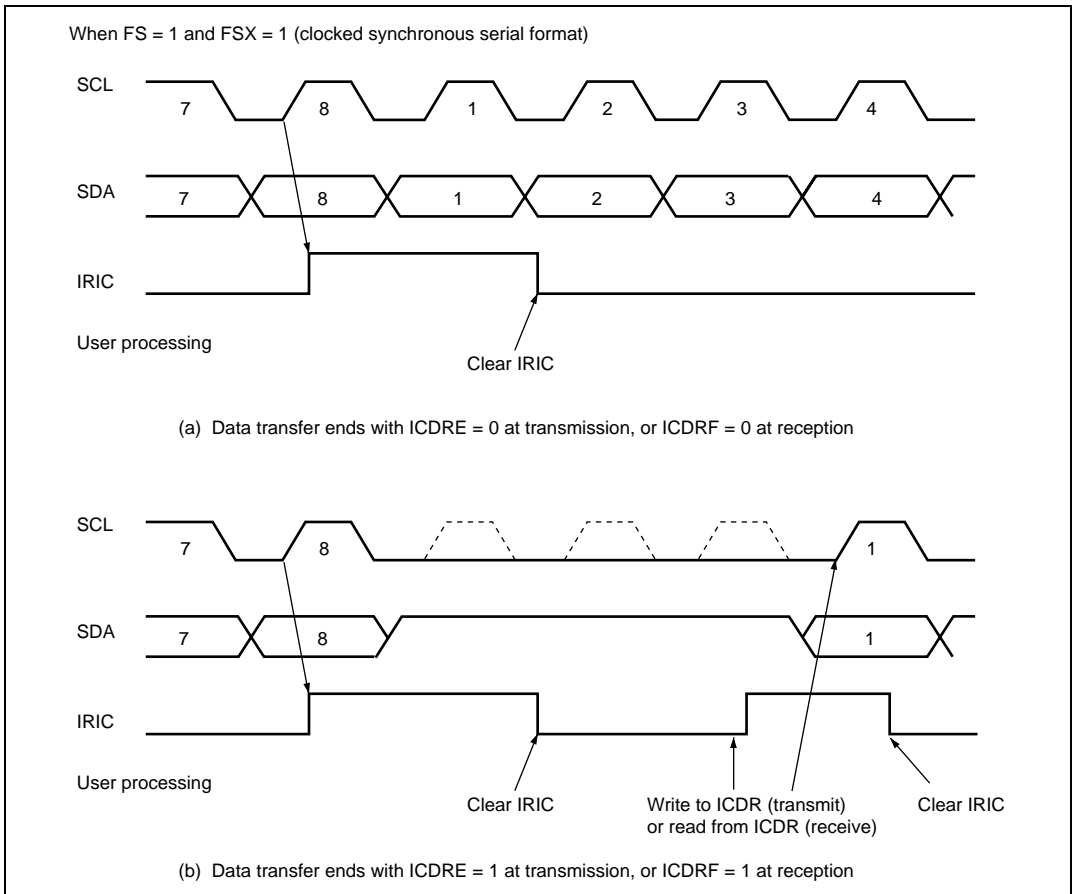 When FS = 1 and FSX = 1 (clocked synchronous serial format)
SCL
7 8 1 2 3 4
SDA
7 8 1 2 3 4
IRIC
User processing
Clear IRIC
(a) Data transfer ends with ICDRE = 0 at transmission, or ICDRF = 0 at reception
SCL
7 8 1
SDA
7 8 1
IRIC
User processing
Clear IRIC Write to ICDR (transmit) Clear IRIC
or read from ICDR (receive)
(b) Data transfer ends with ICDRE = 1 at transmission, or ICDRF = 1 at reception